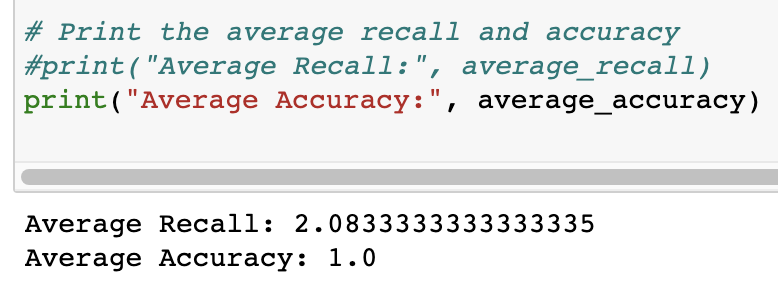 # Print the average recall and accuracy
#print("Average Recall:", average_recall)
print("Average Accuracy:", average_accuracy)
Average Recall: 2.0833333333333335
Average Accuracy: 1.0